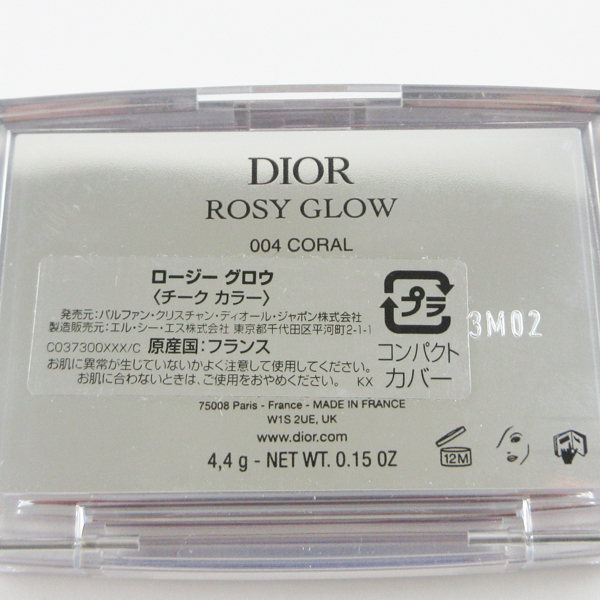 DIOR
ROSY GLOW
004 CORAL
ロージー グロウ
〈チーク カラー〉
発売元:パルファン・クリスチャン・ディオール・ジャポン株式会社
製造販売元:エル・シー・エス株式会社 東京都千代田区平河町2-1-1
C037300XXX/C 原産国:フランス
お肌に異常が生じていないかよく注意して使用してください。
お肌に合わないときは、ご使用をおやめください。 KX
プラ
コンパクト
カバー
3M02
75008 Paris - France - MADE IN FRANCE
W1S 2UE, UK
www.dior.com
4,4 g - NET WT. 0.15 OZ
12M